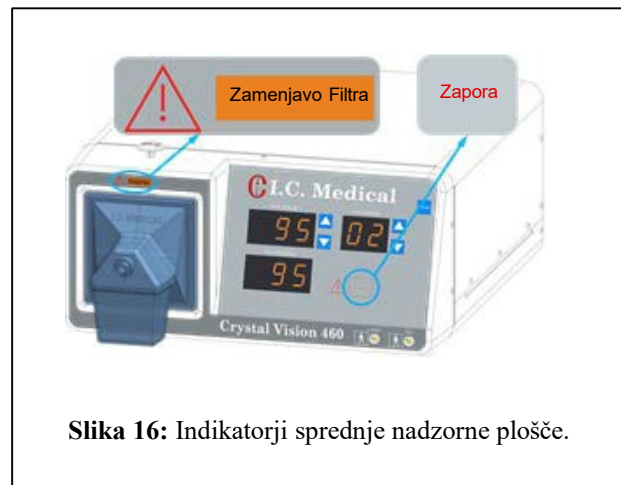 Zamenjavo Filtra
Zapora
I.C. Medical
95 02
95
Crystal Vision 460
Slika 16: Indikatorji sprednje nadzorne plošče.